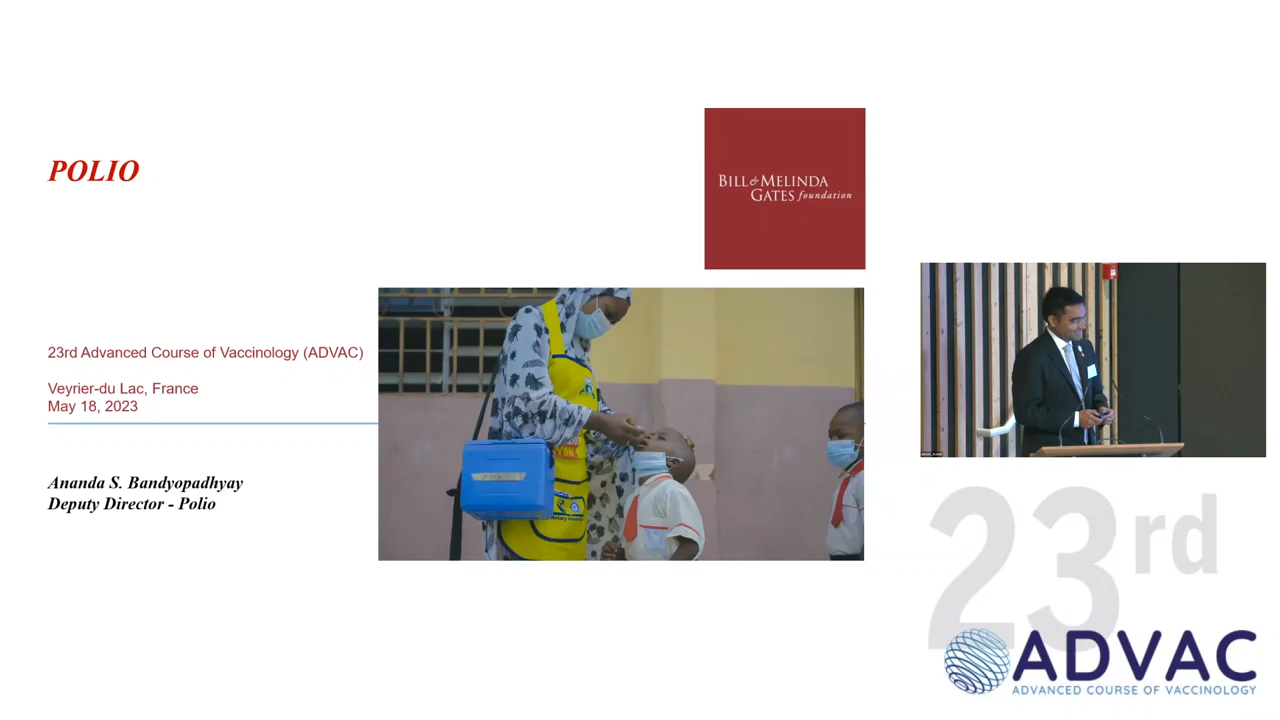 POLIO
BILL & MELINDA
GATES foundation
23rd Advanced Course of Vaccinology (ADVAC)
Veyrier-du Lac, France
May 18, 2023
Ananda S. Bandyopadhyay
Deputy Director - Polio
23rd
ADVAC
ADVANCED COURSE OF VACCINOLOGY